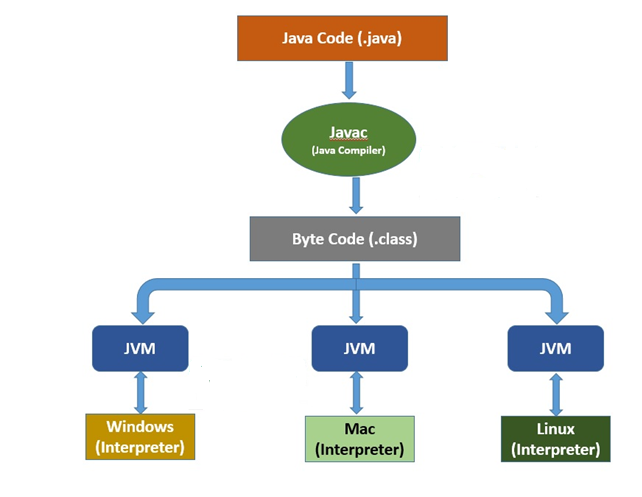 Java Code (.java)
Javac
(Java Compiler)
Byte Code (.class)
JVM
JVM
JVM
Windows
(Interpreter)
Mac
(Interpreter)
Linux
(Interpreter)